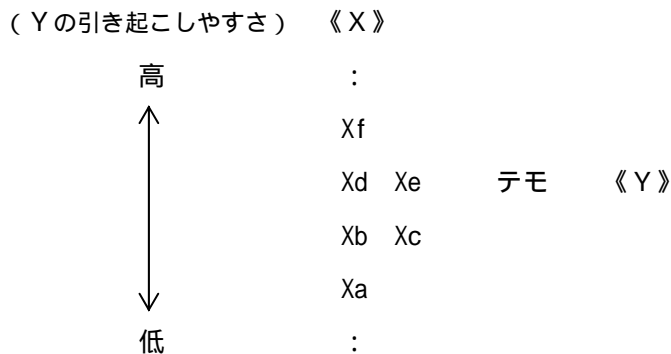 (Yの引き起こしやすさ) 《X》
高 :
Xf
Xd Xe テモ 《Y》
Xb Xc
Xa
低 :